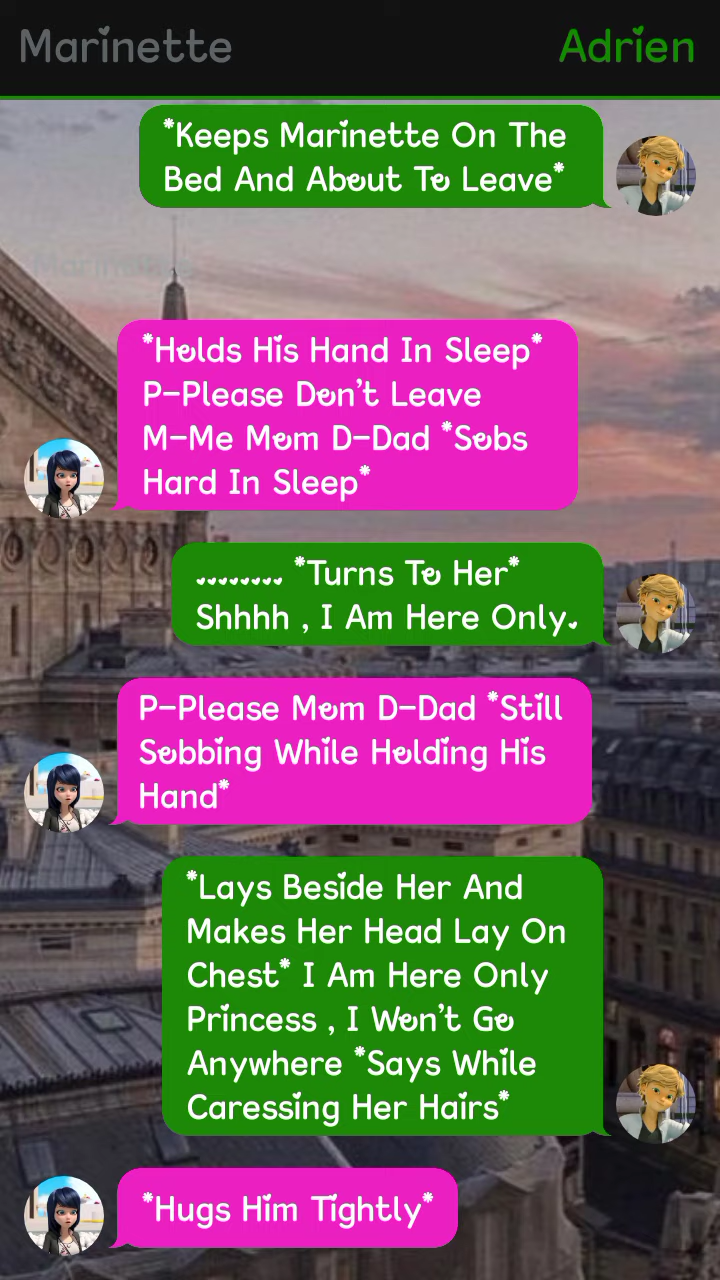 Marinette Adrien
*Keeps Marinette On The
Bed And About To Leave*
Marinette
*Holds His Hand In Sleep*
P-Please Don't Leave
M-Me Mom D-Dad *Sobs
Hard In Sleep*
........ *Turns To Her*
Shhhh , I Am Here Only.
P-Please Mom D-Dad *Still
Sobbing While Holding His
Hand*
*Lays Beside Her And
Makes Her Head Lay On
Chest* I Am Here Only
Princess , I Won't Go
Anywhere *Says While
Caressing Her Hairs*
*Hugs Him Tightly*